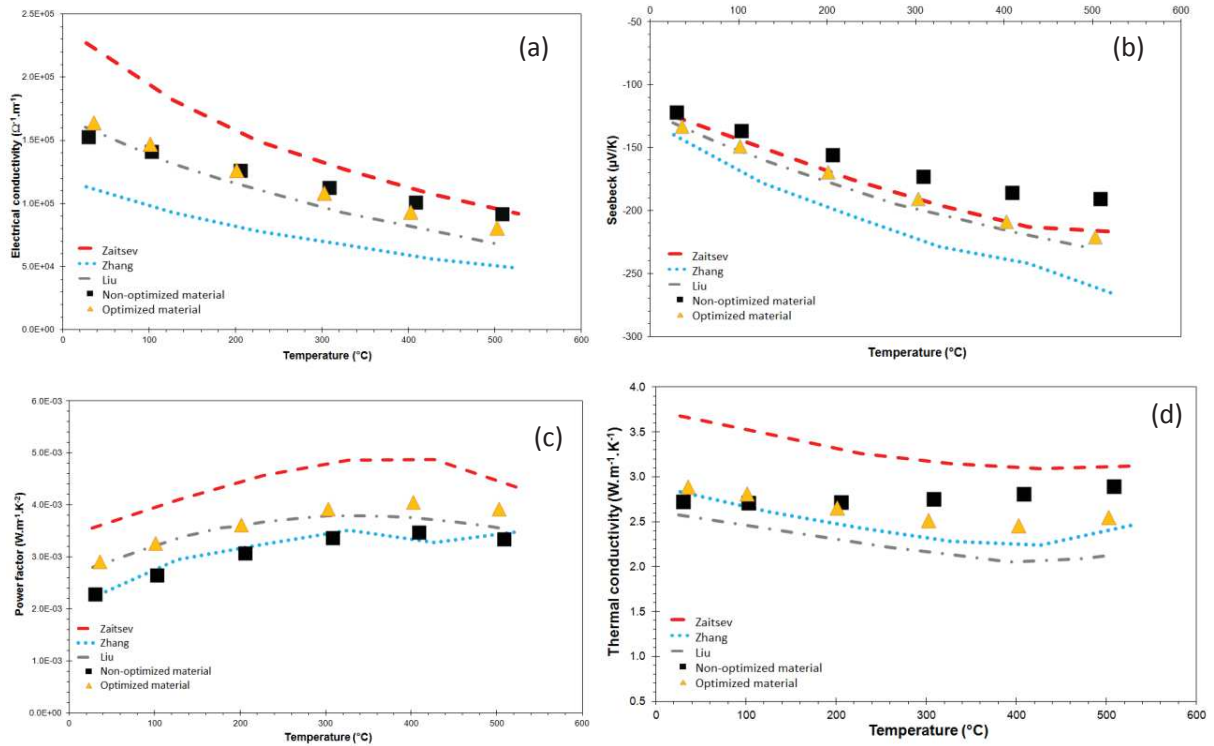 (a)
Electrical conductivity (Ω⁻¹.m⁻¹)
2.5E+05
2.0E+05
1.5E+05
1.0E+05
5.0E+04
0.0E+00
Zaitsev
Zhang
Liu
Non-optimized material
Optimized material
0 100 200 300 400 500 600
Temperature (°C)
(b)
0 100 200 300 400 500 600
Seebeck (µV/K)
-50
-100
-150
-200
-250
-300
Zaitsev
Zhang
Liu
Non-optimized material
Optimized material
Temperature (°C)
(c)
Power factor (W.m⁻¹.K⁻²)
6.0E-03
5.0E-03
4.0E-03
3.0E-03
2.0E-03
1.0E-03
0.0E+00
Zaitsev
Zhang
Liu
Non-optimized material
Optimized material
0 100 200 300 400 500 600
Temperature (°C)
(d)
Thermal conductivity (W.m⁻¹.K⁻¹)
4.0
3.5
3.0
2.5
2.0
1.5
1.0
0.5
Zaitsev
Zhang
Liu
Non-optimized material
Optimized material
0 100 200 300 400 500 600
Temperature (°C)